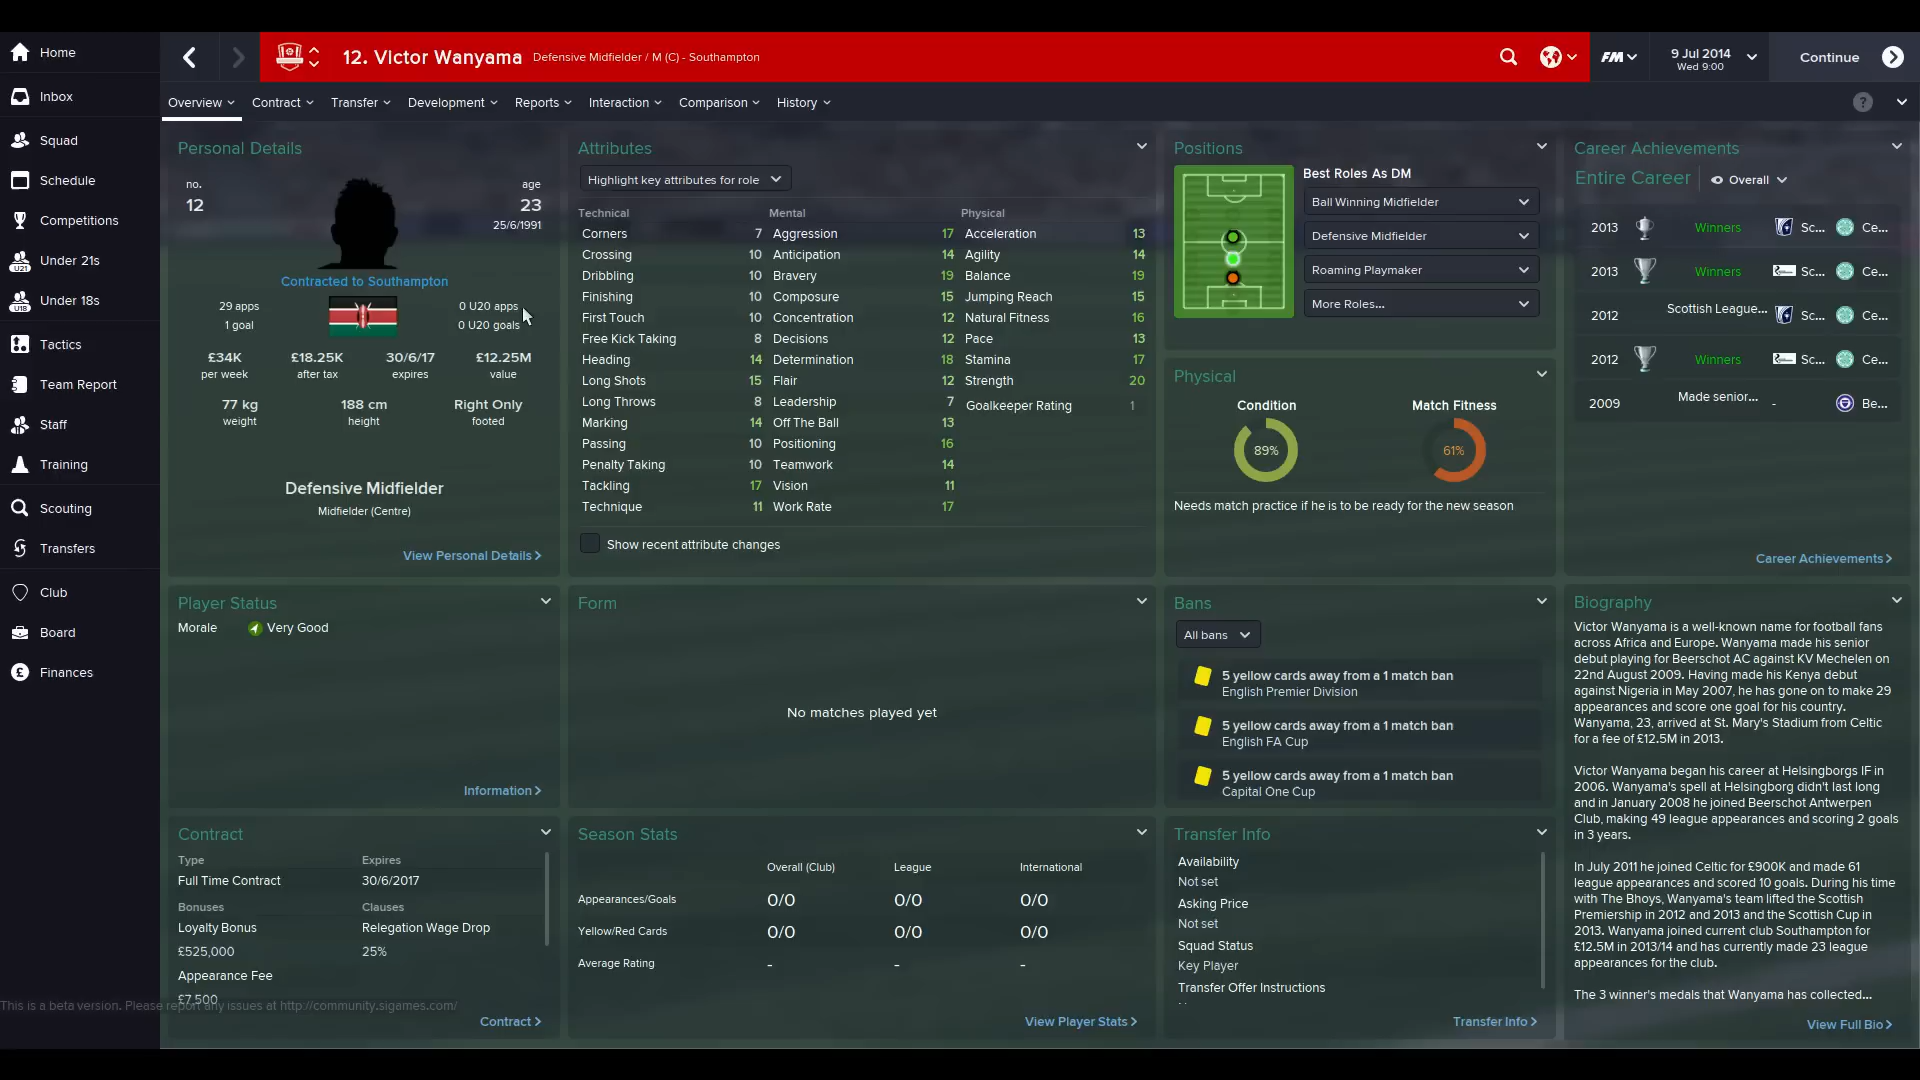 Home
Inbox
Squad
Schedule
Competitions
U21
Under 21s
U18
Under 18s
Tactics
Team Report
Staff
Training
Scouting
Transfers
Club
Board
Finances
12. Victor Wanyama
Defensive Midfielder / M (C) - Southampton
FM
9 Jul 2014
Wed 9:00
Continue
Overview
Contract
Transfer
Development
Reports
Interaction
Comparison
History
?
Personal Details
no.
12
age
23
25/6/1991
Contracted to Southampton
29 apps
1 goal
0 U20 apps
0 U20 goals
£34K per week
£18.25K after tax
30/6/17 expires
£12.25M value
77 kg weight
188 cm height
Right Only footed
Defensive Midfielder
Midfielder (Centre)
View Personal Details >
Attributes
Highlight key attributes for role
Technical Mental Physical
Corners 7 Aggression 17 Acceleration 13
Crossing 10 Anticipation 14 Agility 14
Dribbling 10 Bravery 19 Balance 19
Finishing 10 Composure 15 Jumping Reach 15
First Touch 10 Concentration 12 Natural Fitness 16
Free Kick Taking 8 Decisions 12 Pace 13
Heading 14 Determination 18 Stamina 17
Long Shots 15 Flair 12 Strength 20
Long Throws 8 Leadership 7 Goalkeeper Rating 1
Marking 14 Off The Ball 13
Passing 10 Positioning 16
Penalty Taking 10 Teamwork 14
Tackling 17 Vision 11
Technique 11 Work Rate 17
Show recent attribute changes
Positions
Best Roles As DM
Ball Winning Midfielder
Defensive Midfielder
Roaming Playmaker
More Roles...
Physical
Condition Match Fitness
89% 61%
Needs match practice if he is to be ready for the new season
Career Achievements
Entire Career
Overall
2013 Winners Sc... Ce...
2013 Winners Sc... Ce...
2012 Scottish League... Sc... Ce...
2012 Winners Sc... Ce...
2009 Made senior... - Be...
Career Achievements >
Player Status
Morale Very Good
Information >
Form
No matches played yet
Bans
All bans
5 yellow cards away from a 1 match ban
English Premier Division
5 yellow cards away from a 1 match ban
English FA Cup
5 yellow cards away from a 1 match ban
Capital One Cup
Biography
Victor Wanyama is a well-known name for football fans
across Africa and Europe. Wanyama made his senior
debut playing for Beerschot AC against KV Mechelen on
22nd August 2009. Having made his Kenya debut
against Nigeria in May 2007, he has gone on to make 29
appearances and score one goal for his country.
Wanyama, 23, arrived at St. Mary's Stadium from Celtic
for a fee of £12.5M in 2013.
Victor Wanyama began his career at Helsingborgs IF in
2006. Wanyama's spell at Helsingborg didn't last long
and in January 2008 he joined Beerschot Antwerpen
Club, making 49 league appearances and scoring 2 goals
in 3 years.
In July 2011 he joined Celtic for £900K and made 61
league appearances and scored 10 goals. During his time
with The Bhoys, Wanyama's team lifted the Scottish
Premiership in 2012 and 2013 and the Scottish Cup in
2013. Wanyama joined current club Southampton for
£12.5M in 2013/14 and has currently made 23 league
appearances for the club.
The 3 winner's medals that Wanyama has collected...
View Full Bio >
Contract
Type Expires
Full Time Contract 30/6/2017
Bonuses Clauses
Loyalty Bonus Relegation Wage Drop
£525,000 25%
Appearance Fee
£7,500
This is a beta version. Please report any issues at http://community.sigames.com/
Contract >
Season Stats
Overall (Club) League International
Appearances/Goals 0/0 0/0 0/0
Yellow/Red Cards 0/0 0/0 0/0
Average Rating - - -
View Player Stats >
Transfer Info
Availability
Not set
Asking Price
Not set
Squad Status
Key Player
Transfer Offer Instructions
Transfer Info >